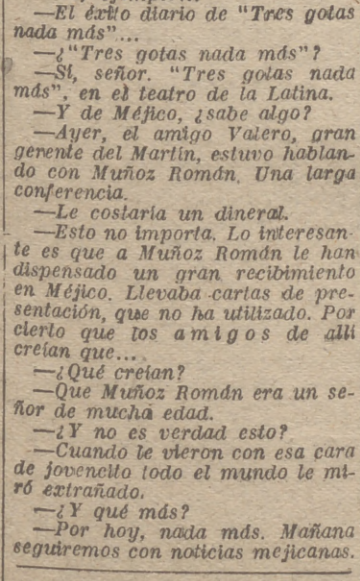 —El éxito diario de "Tres gotas
nada más"...
—¿"Tres gotas nada más"?
—Sí, señor. "Tres gotas nada
más", en el teatro de la Latina.
—Y de Méjico, ¿sabe algo?
—Ayer, el amigo Valero, gran
gerente del Martín, estuvo hablan-
do con Muñoz Román. Una larga
conferencia.
—Le costaría un dineral.
—Esto no importa. Lo interesan-
te es que a Muñoz Román le han
dispensado un gran recibimiento
en Méjico. Llevaba cartas de pre-
sentación, que no ha utilizado. Por
cierto que los amigos de allí
creían que...
—¿Qué creían?
—Que Muñoz Román era un se-
ñor de mucha edad.
—¿Y no es verdad esto?
—Cuando le vieron con esa cara
de jovencito todo el mundo le mi-
ró extrañado.
—¿Y qué más?
—Por hoy, nada más. Mañana
seguiremos con noticias mejicanas.